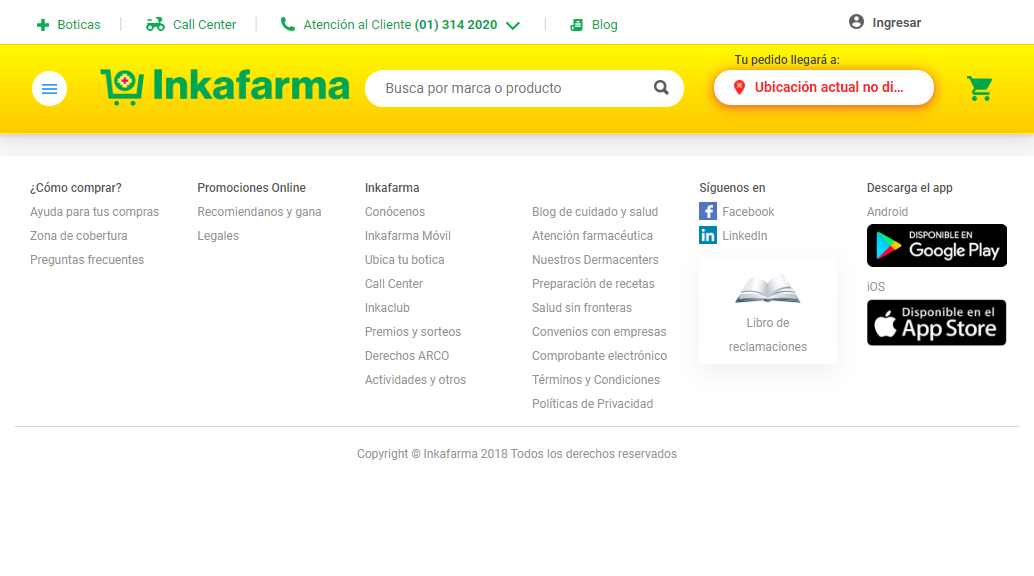 Boticas
Call Center
Atención al Cliente (01) 314 2020
Blog
Ingresar
Inkafarma
Busca por marca o producto
Tu pedido llegará a:
Ubicación actual no di...
¿Cómo comprar?
Ayuda para tus compras
Zona de cobertura
Preguntas frecuentes
Promociones Online
Recomiendanos y gana
Legales
Inkafarma
Conócenos
Inkafarma Móvil
Ubica tu botica
Call Center
Inkaclub
Premios y sorteos
Derechos ARCO
Actividades y otros
Blog de cuidado y salud
Atención farmacéutica
Nuestros Dermacenters
Preparación de recetas
Salud sin fronteras
Convenios con empresas
Comprobante electrónico
Términos y Condiciones
Políticas de Privacidad
Síguenos en
Facebook
LinkedIn
Libro de
reclamaciones
Descarga el app
Android
DISPONIBLE EN
Google Play
iOS
Disponible en el
App Store
Copyright © Inkafarma 2018 Todos los derechos reservados